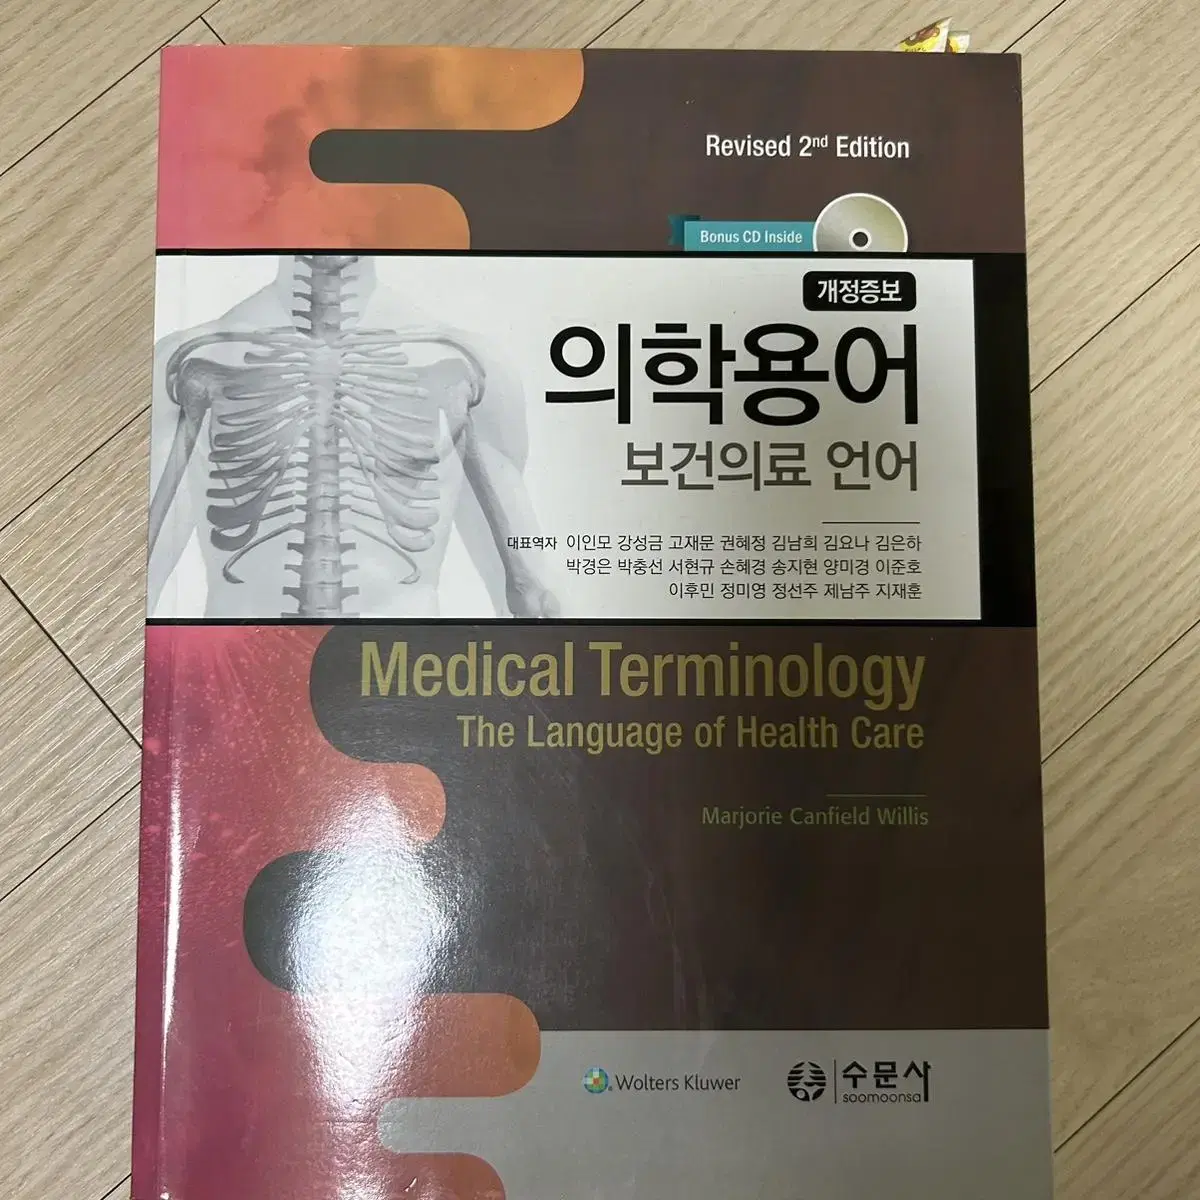 Revised 2nd Edition
Bonus CD Inside
개정증보
의학용어
보건의료 언어
대표역자 이인모 강성금 고재문 권혜정 김남희 김요나 김은하
박경은 박충선 서현규 손혜경 송지현 양미경 이준호
이후민 정미영 정선주 제남주 지재훈
Medical Terminology
The Language of Health Care
Marjorie Canfield Willis
Wolters Kluwer
수문사
soomoonsa